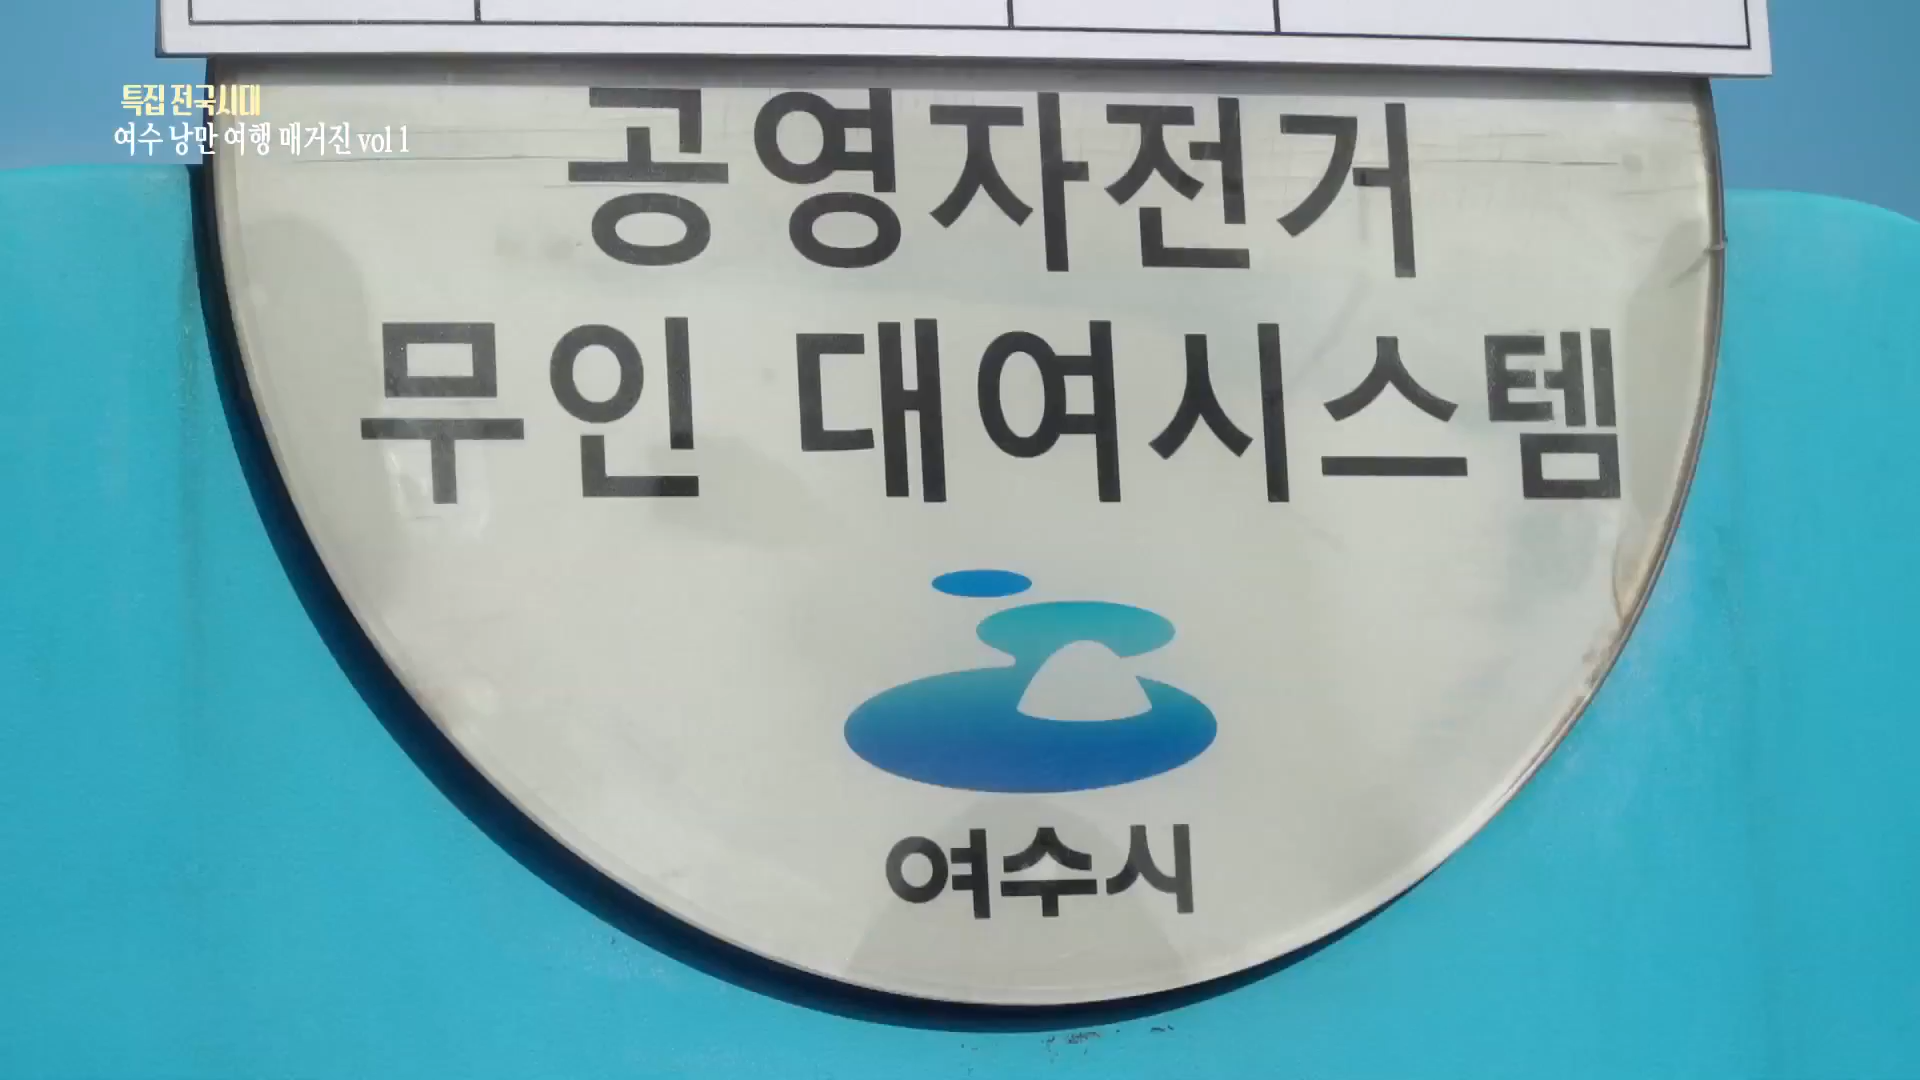 특집 전국시대
여수 낭만 여행 매거진 vol 1
공영자전거
무인 대여시스템
여수시